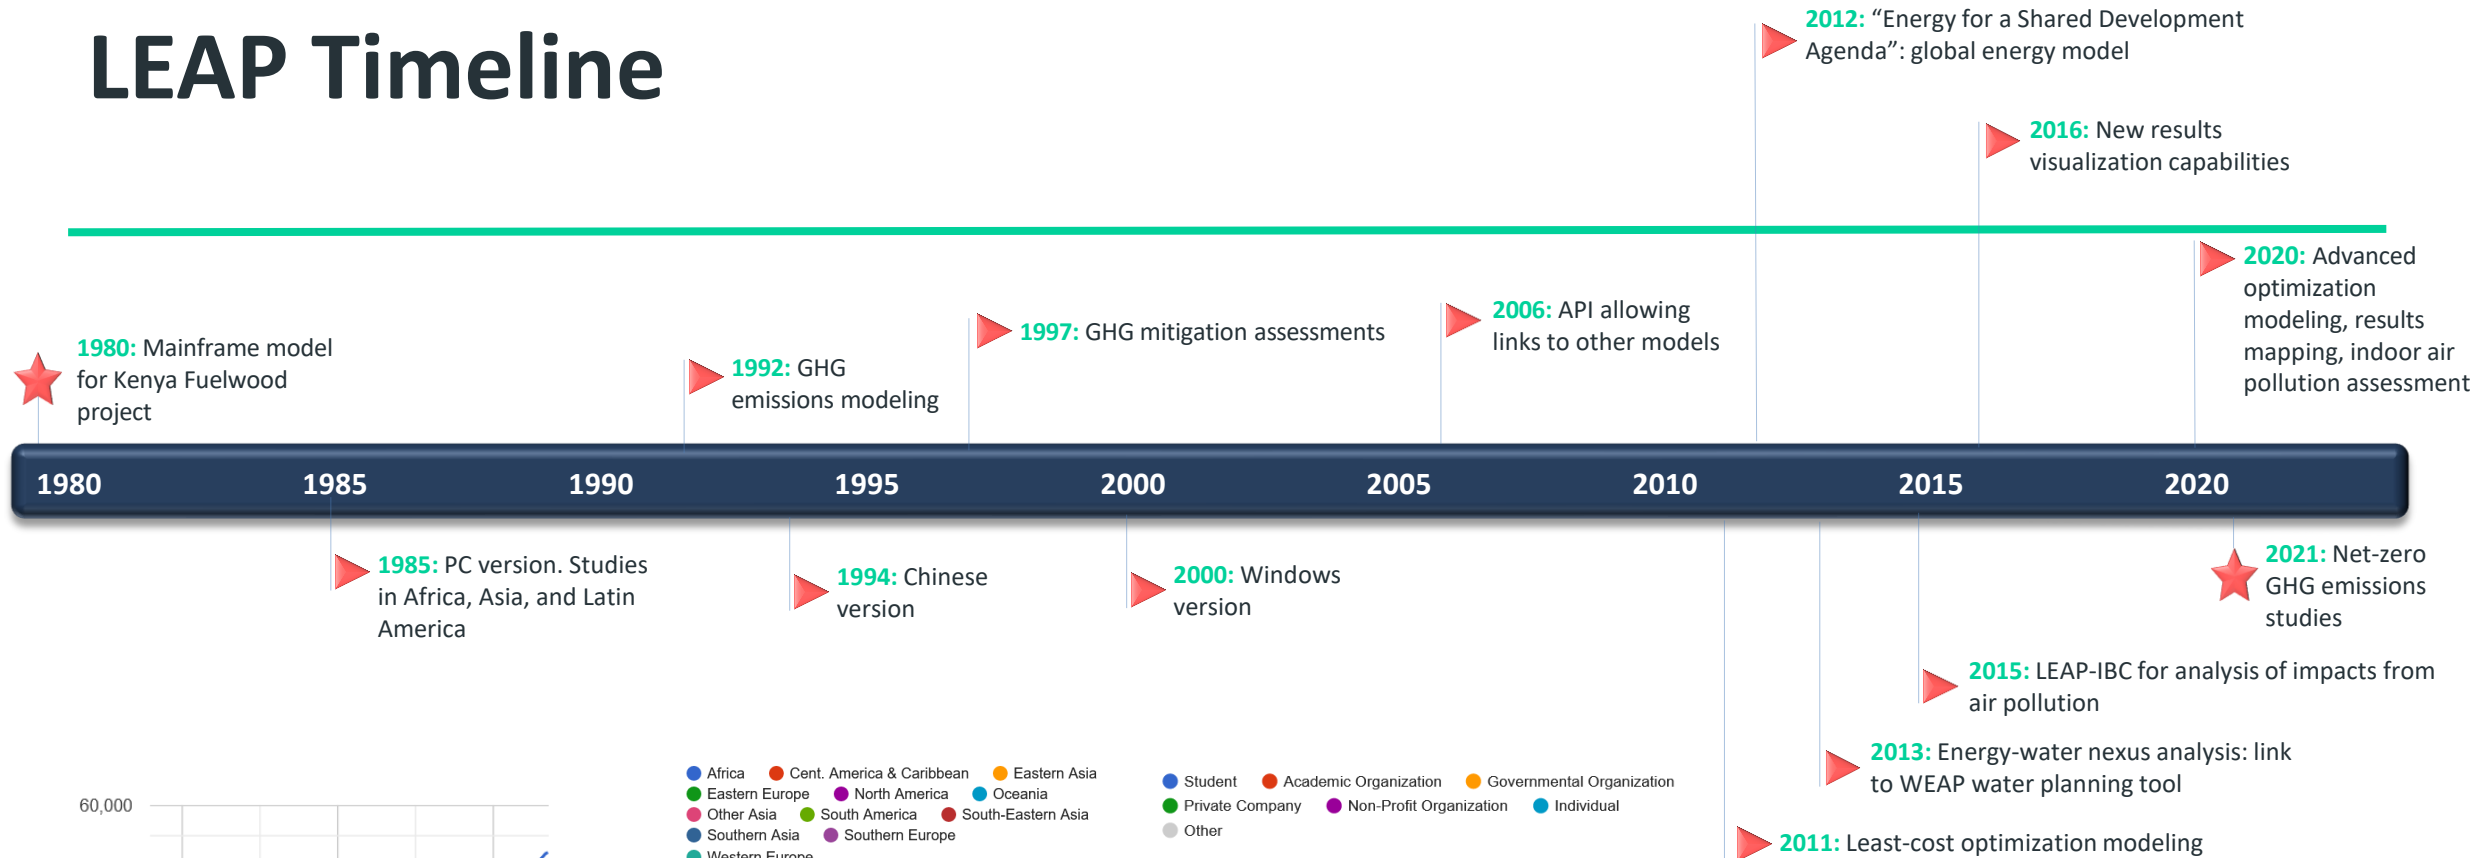 LEAP Timeline
2012: “Energy for a Shared Development
Agenda”: global energy model
2016: New results
visualization capabilities
2020: Advanced
optimization
modeling, results
mapping, indoor air
pollution assessment
1980: Mainframe model
for Kenya Fuelwood
project
1992: GHG
emissions modeling
1997: GHG mitigation assessments
2006: API allowing
links to other models
1980 1985 1990 1995 2000 2005 2010 2015 2020
1985: PC version. Studies
in Africa, Asia, and Latin
America
1994: Chinese
version
2000: Windows
version
2021: Net-zero
GHG emissions
studies
2015: LEAP-IBC for analysis of impacts from
air pollution
2013: Energy-water nexus analysis: link
to WEAP water planning tool
2011: Least-cost optimization modeling
60,000
Africa Cent. America & Caribbean Eastern Asia
Eastern Europe North America Oceania
Other Asia South America South-Eastern Asia
Southern Asia Southern Europe
Western Europe
Student Academic Organization Governmental Organization
Private Company Non-Profit Organization Individual
Other